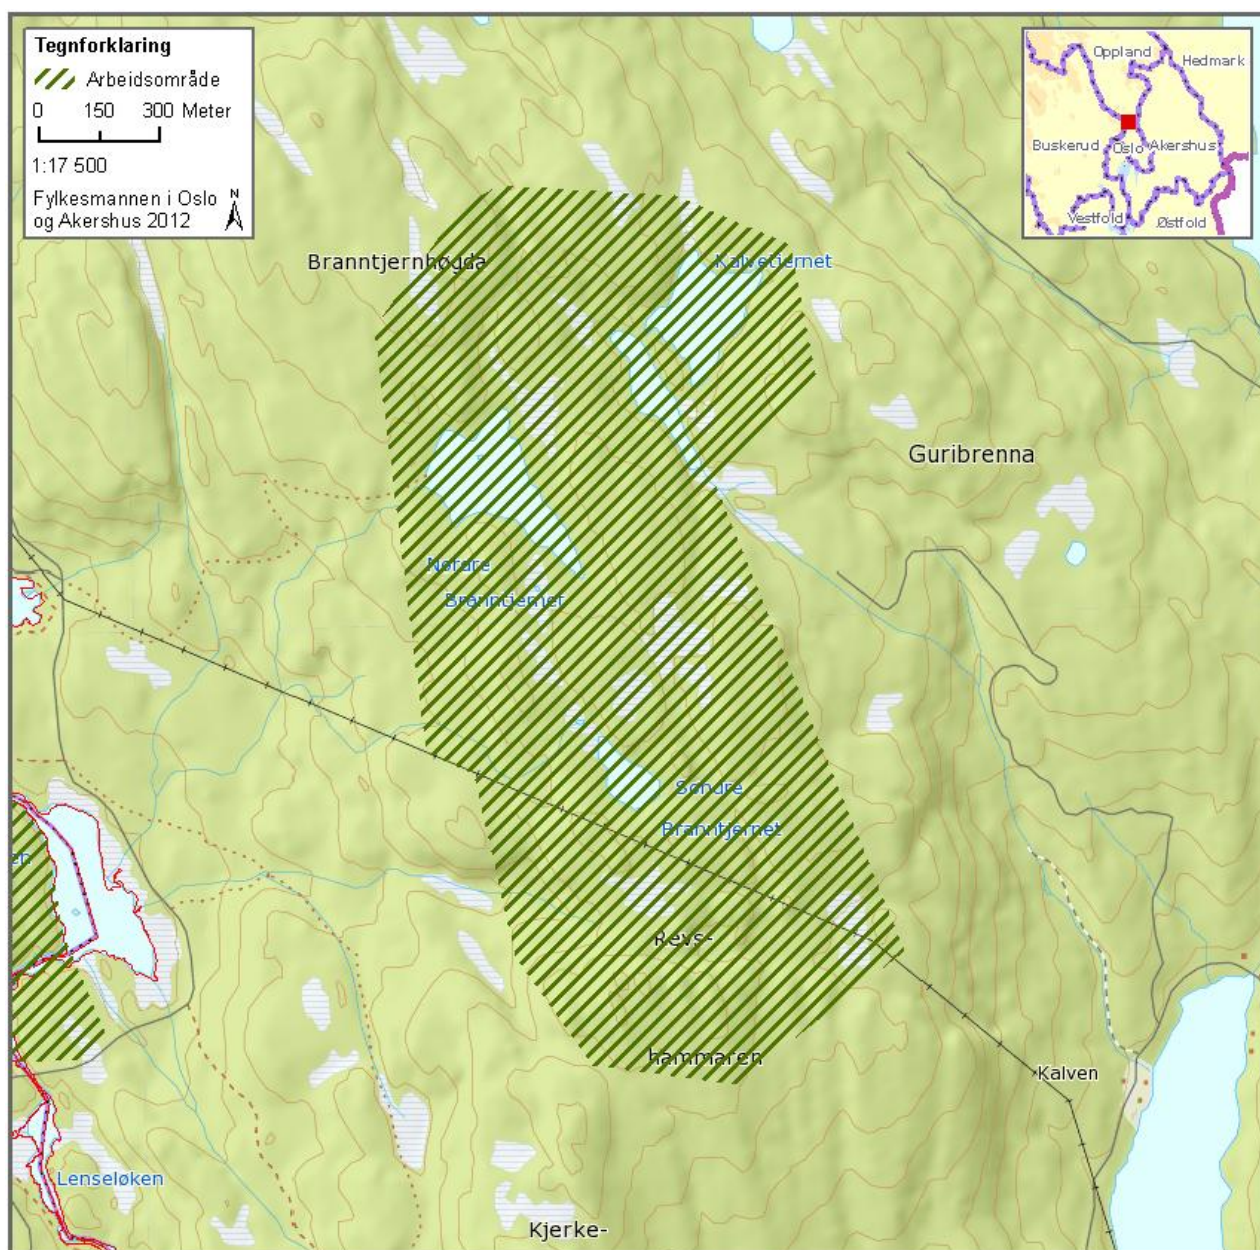 Tegnforklaring
Arbeidsområde
0 150 300 Meter
1:17 500
Fylkesmannen i Oslo
og Akershus 2012
N
Oppland
Hedmark
Buskerud
Oslo
Akershus
Vestfold
Østfold
Branntjernhøgda
Kalvetjernet
Guribrenna
Nordre
Branntjernet
Søndre
Branntjernet
en
Revs-
hammaren
Kalven
Lenseløken
Kjerke-